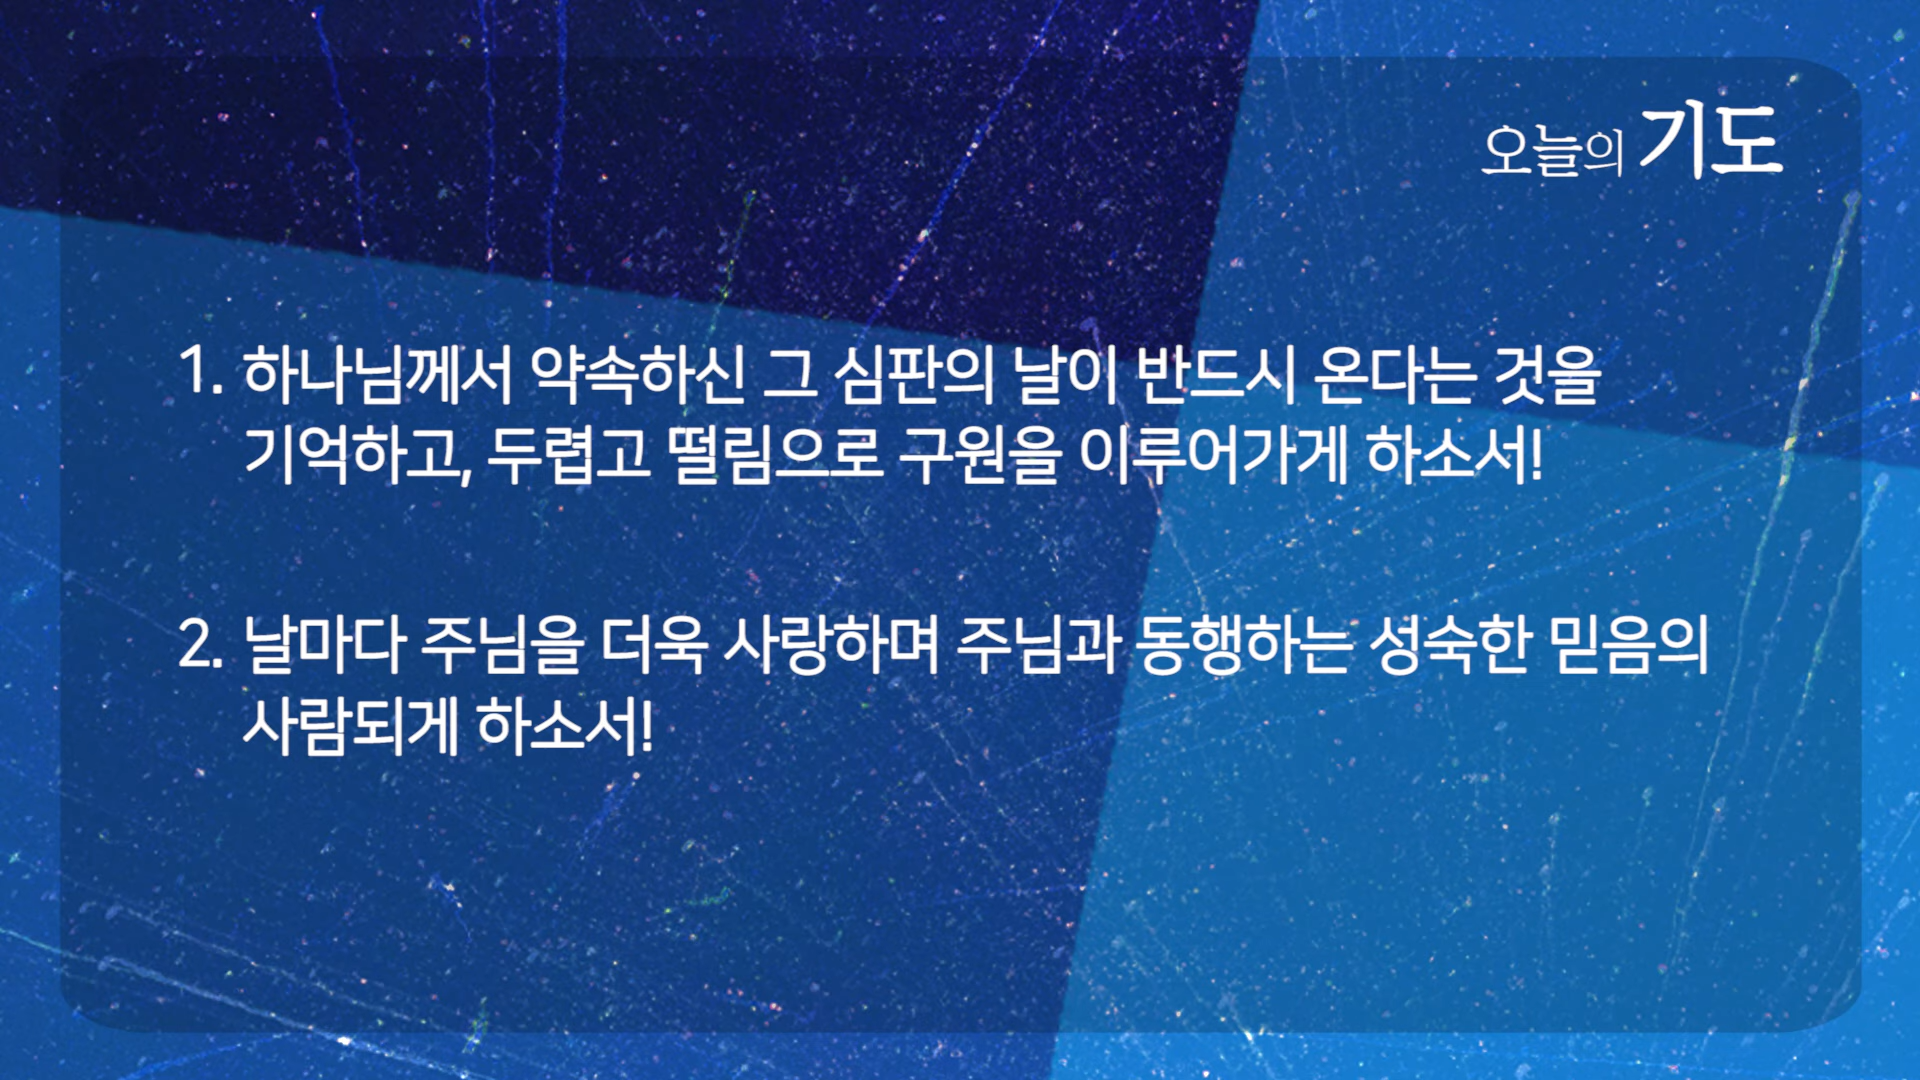 오늘의 기도
1. 하나님께서 약속하신 그 심판의 날이 반드시 온다는 것을
기억하고, 두렵고 떨림으로 구원을 이루어가게 하소서!
2. 날마다 주님을 더욱 사랑하며 주님과 동행하는 성숙한 믿음의
사람되게 하소서!